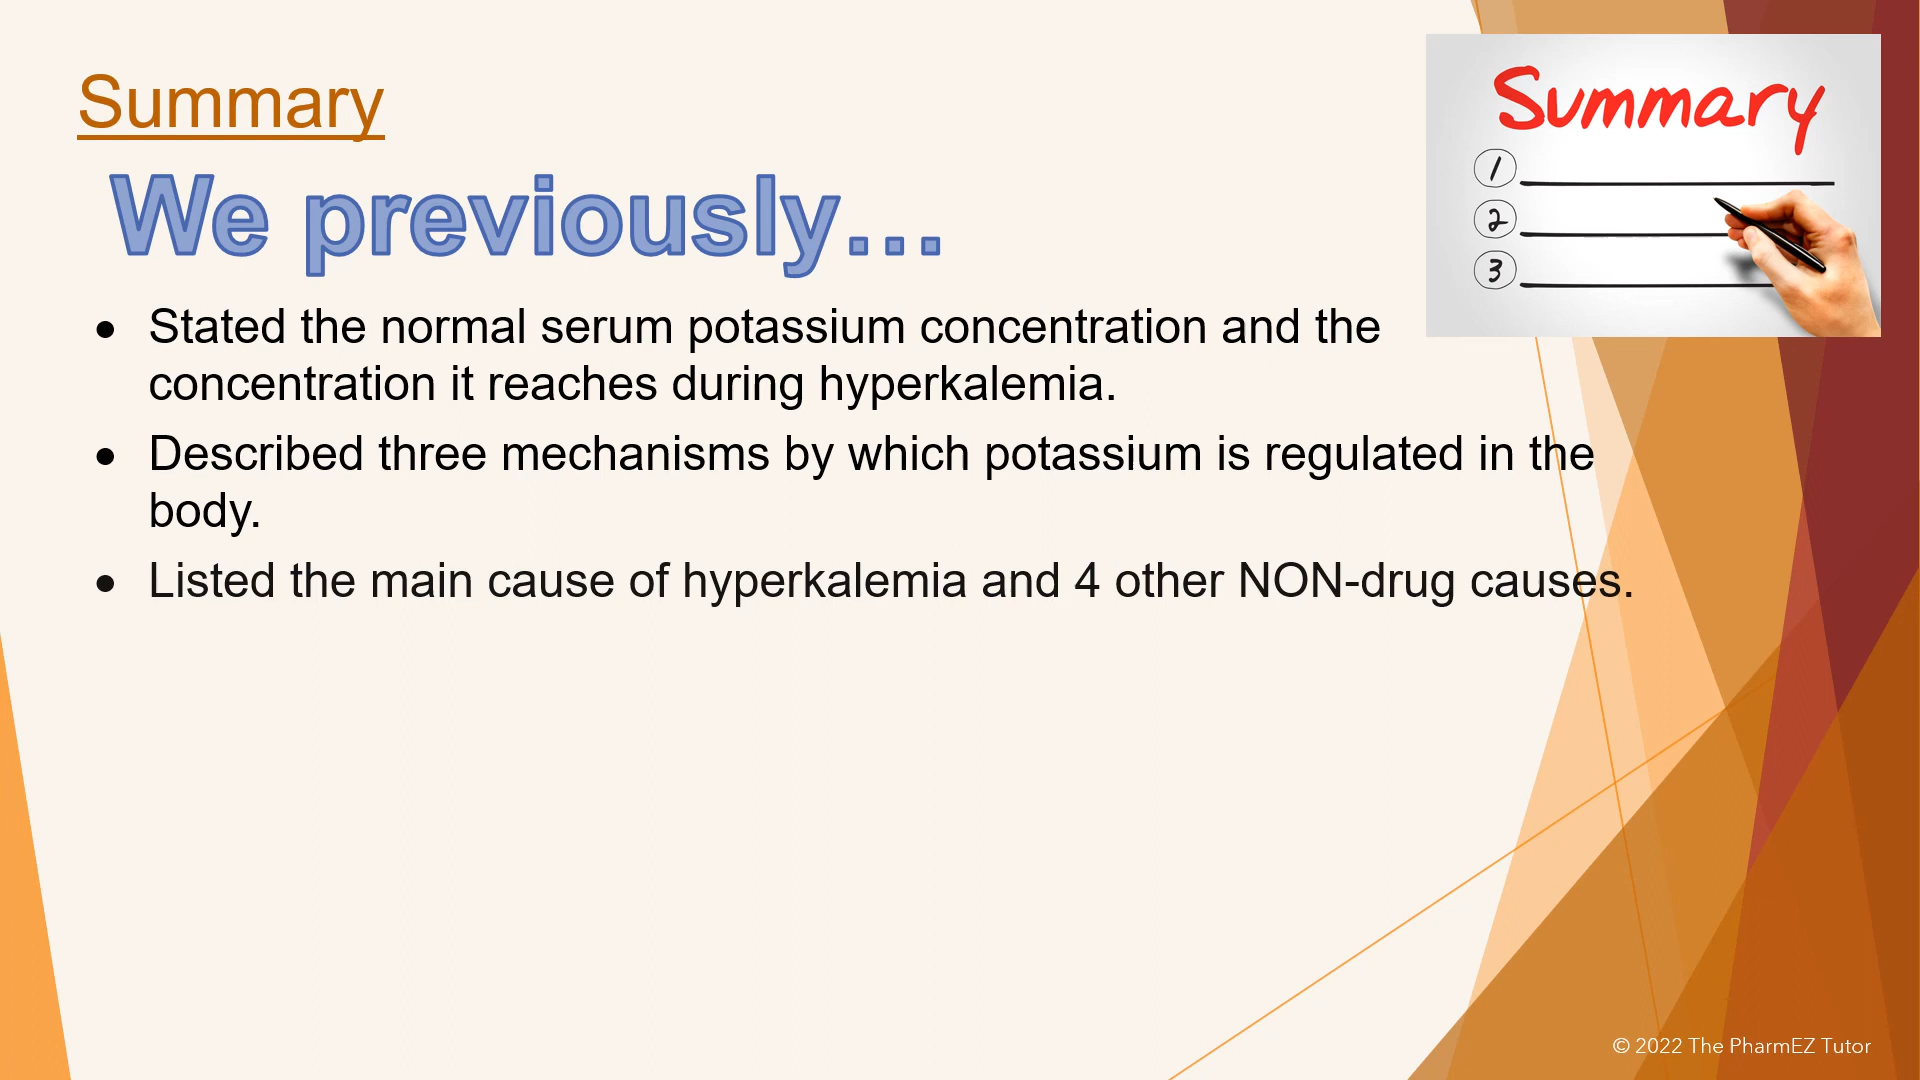 Summary
We previously…
● Stated the normal serum potassium concentration and the
concentration it reaches during hyperkalemia.
● Described three mechanisms by which potassium is regulated in the
body.
● Listed the main cause of hyperkalemia and 4 other NON-drug causes.
Summary
1
2
3
© 2022 The PharmEZ Tutor